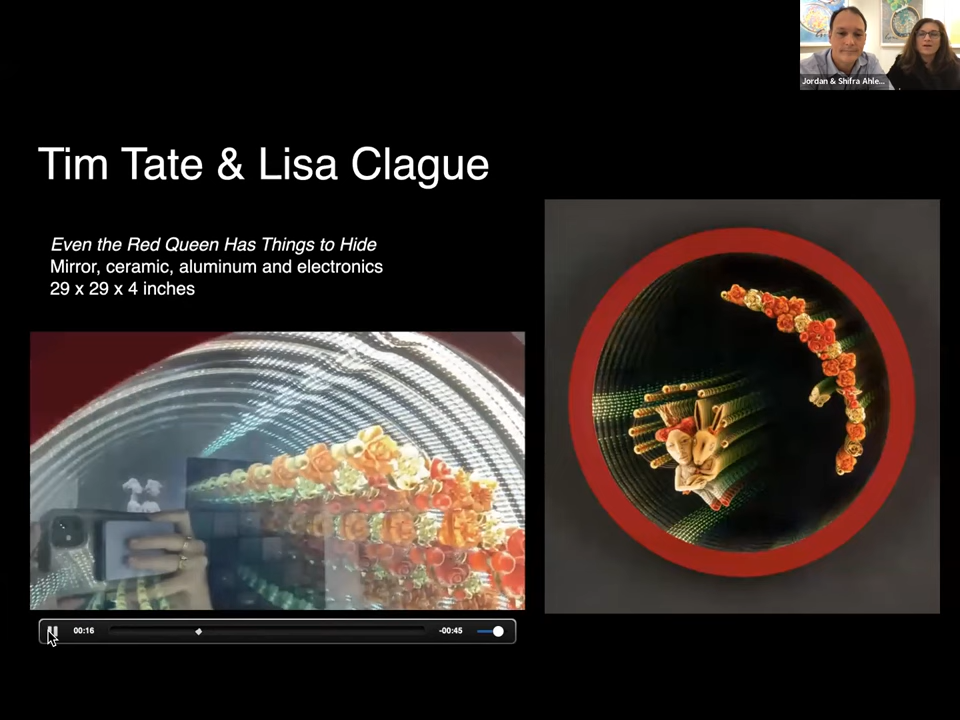 Jordan & Shifra Ahle...
Tim Tate & Lisa Clague
Even the Red Queen Has Things to Hide
Mirror, ceramic, aluminum and electronics
29 x 29 x 4 inches
00:16
-00:45